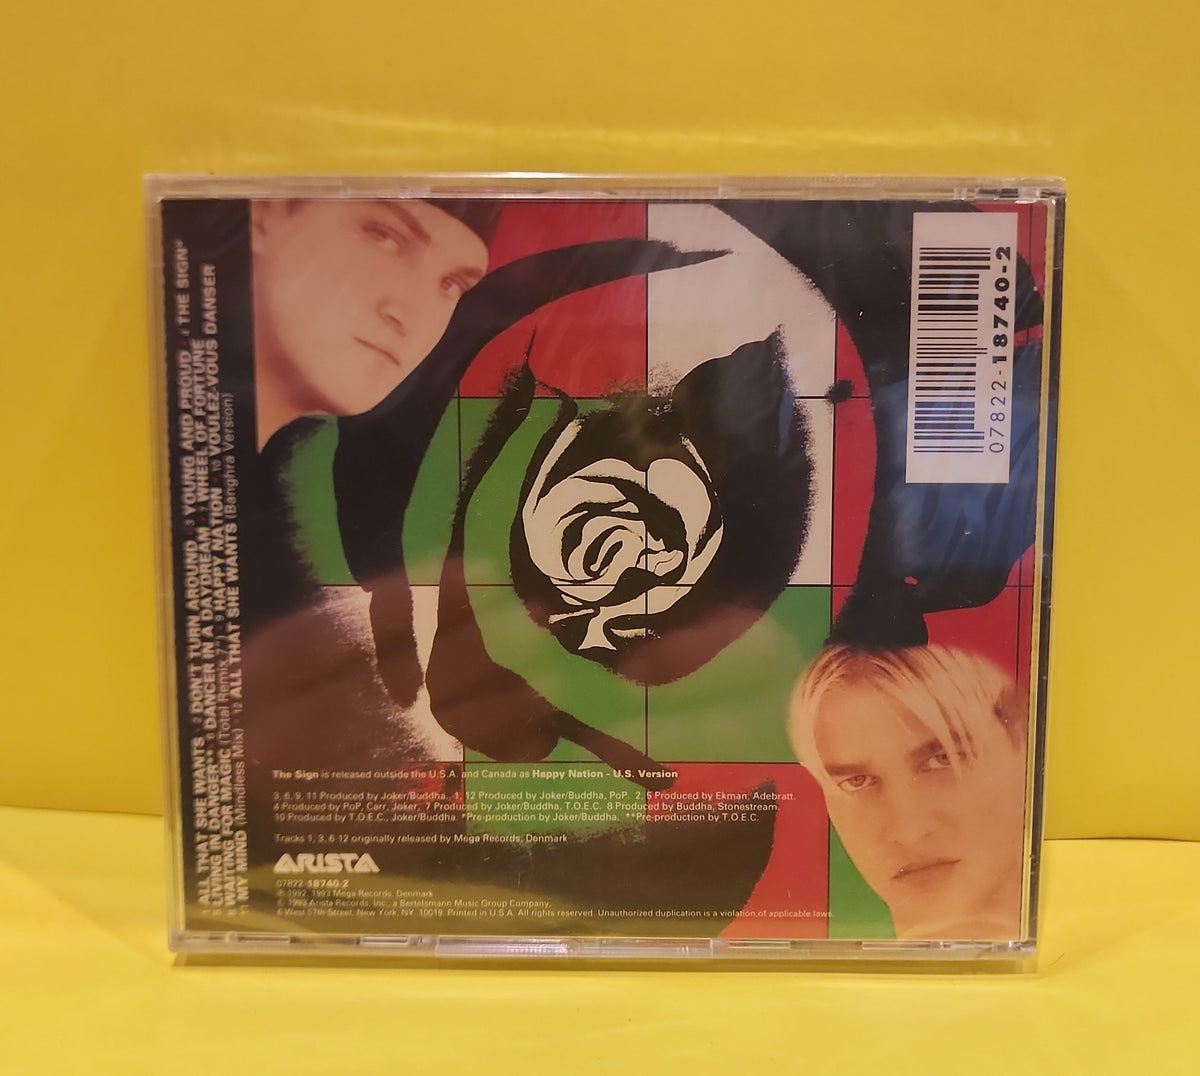 1 ALL THAT SHE WANTS 2 DON'T TURN AROUND 3 YOUNG AND PROUD 4 THE SIGN*
5 LIVING IN DANGER** 6 DANCER IN A DAYDREAM 7 WHEEL OF FORTUNE
8 WAITING FOR MAGIC (Total Remix 7") 9 HAPPY NATION 10 VOULEZ-VOUS DANSER
11 MY MIND (Mindless Mix) 12 ALL THAT SHE WANTS (Banghra Version)
07822-18740-2
The Sign is released outside the U.S.A. and Canada as Happy Nation - U.S. Version
3, 6, 9, 11 Produced by Joker/Buddha. 1, 12 Produced by Joker/Buddha, PoP. 2, 5 Produced by Ekman, Adebratt.
4 Produced by PoP, Carr, Joker. 7 Produced by Joker/Buddha, T.O.E.C. 8 Produced by Buddha, Stonestream.
10 Produced by T.O.E.C., Joker/Buddha. *Pre-production by Joker/Buddha. **Pre-production by T.O.E.C.
Tracks 1, 3, 6-12 originally released by Mega Records, Denmark
ARISTA
07822-18740-2
℗ 1992, 1993 Mega Records, Denmark
© 1993 Arista Records, Inc., a Bertelsmann Music Group Company,
6 West 57th Street, New York, NY. 10019. Printed in U.S.A. All rights reserved. Unauthorized duplication is a violation of applicable laws.